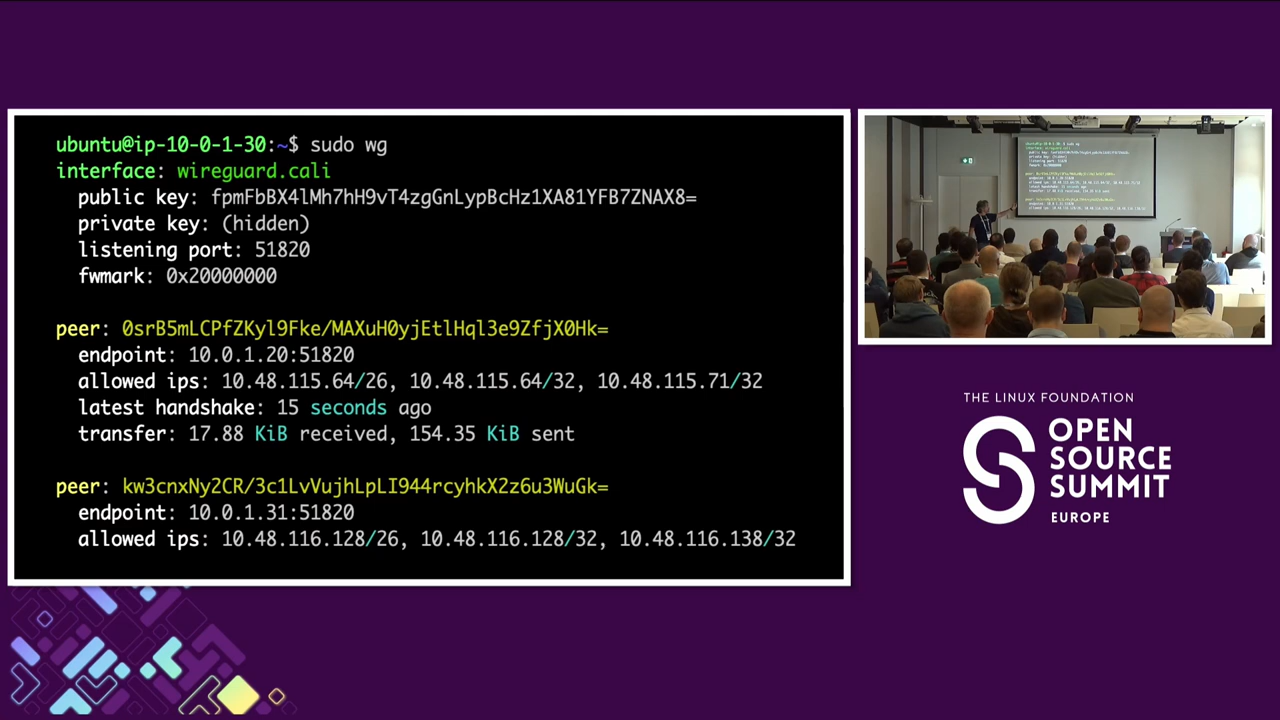 ubuntu@ip-10-0-1-30:~$ sudo wg
interface: wireguard.cali
public key: fpmFbBX4lMh7hH9vT4zgGnLypBcHz1XA81YFB7ZNAX8=
private key: (hidden)
listening port: 51820
fwmark: 0x20000000
peer: 0srB5mLCPfZKyl9Fke/MAXuH0yjEtlHql3e9ZfjX0Hk=
endpoint: 10.0.1.20:51820
allowed ips: 10.48.115.64/26, 10.48.115.64/32, 10.48.115.71/32
latest handshake: 15 seconds ago
transfer: 17.88 KiB received, 154.35 KiB sent
peer: kw3cnxNy2CR/3c1LvVujhLpLI944rcyhkX2z6u3WuGk=
endpoint: 10.0.1.31:51820
allowed ips: 10.48.116.128/26, 10.48.116.128/32, 10.48.116.138/32
THE LINUX FOUNDATION
OPEN
SOURCE
SUMMIT
EUROPE